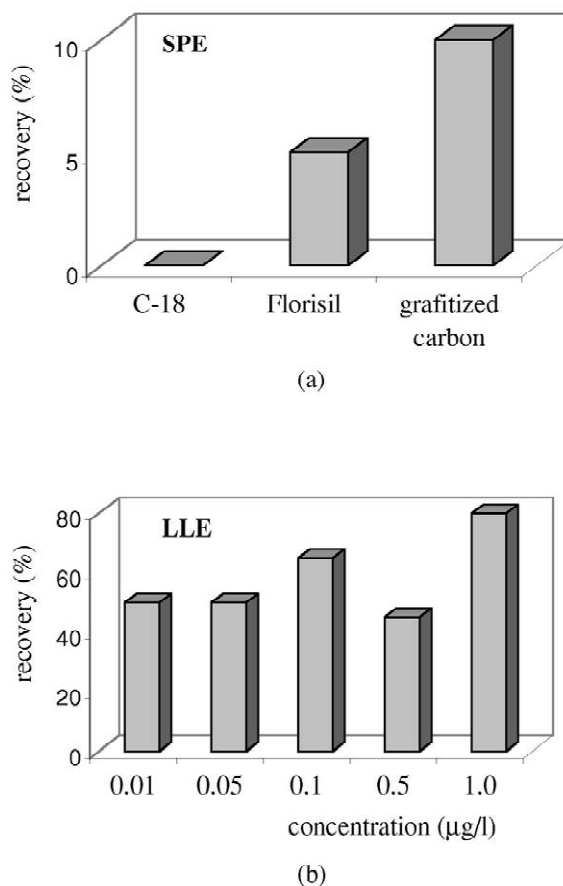 SPE
recovery (%)
10
5
0
C-18
Florisil
grafitized
carbon
(a)
LLE
recovery (%)
80
60
40
20
0
0.01
0.05
0.1
0.5
1.0
concentration (µg/l)
(b)